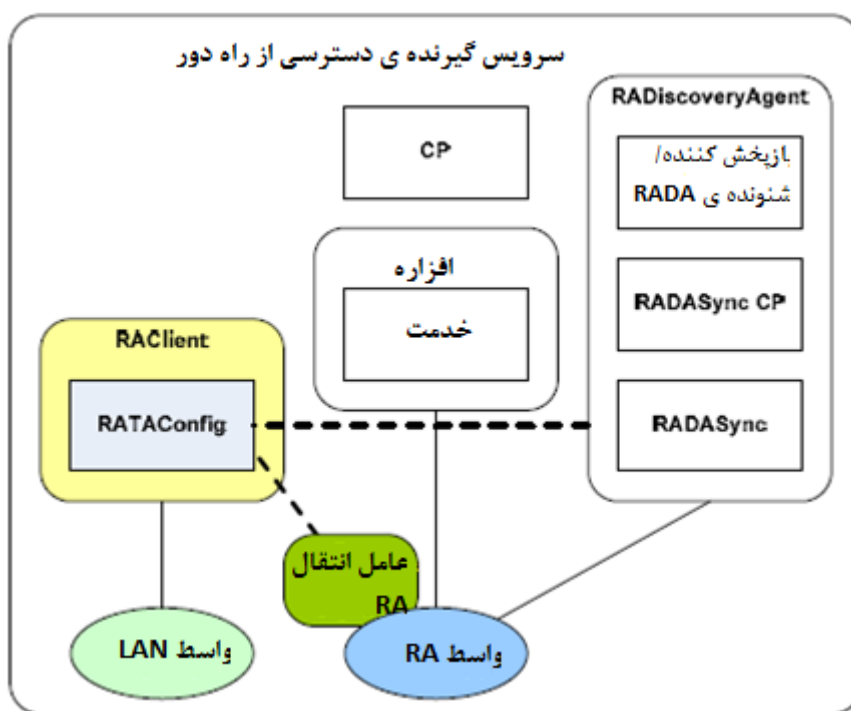 سرویس گیرنده ی دسترسی از راه دور
RADiscoveryAgent
CP
بازپخش کننده/
شنونده ی RADA
افزاره
خدمت
RADASync CP
RAClient
RATAConfig
RADASync
عامل انتقال
RA
واسط LAN
واسط RA